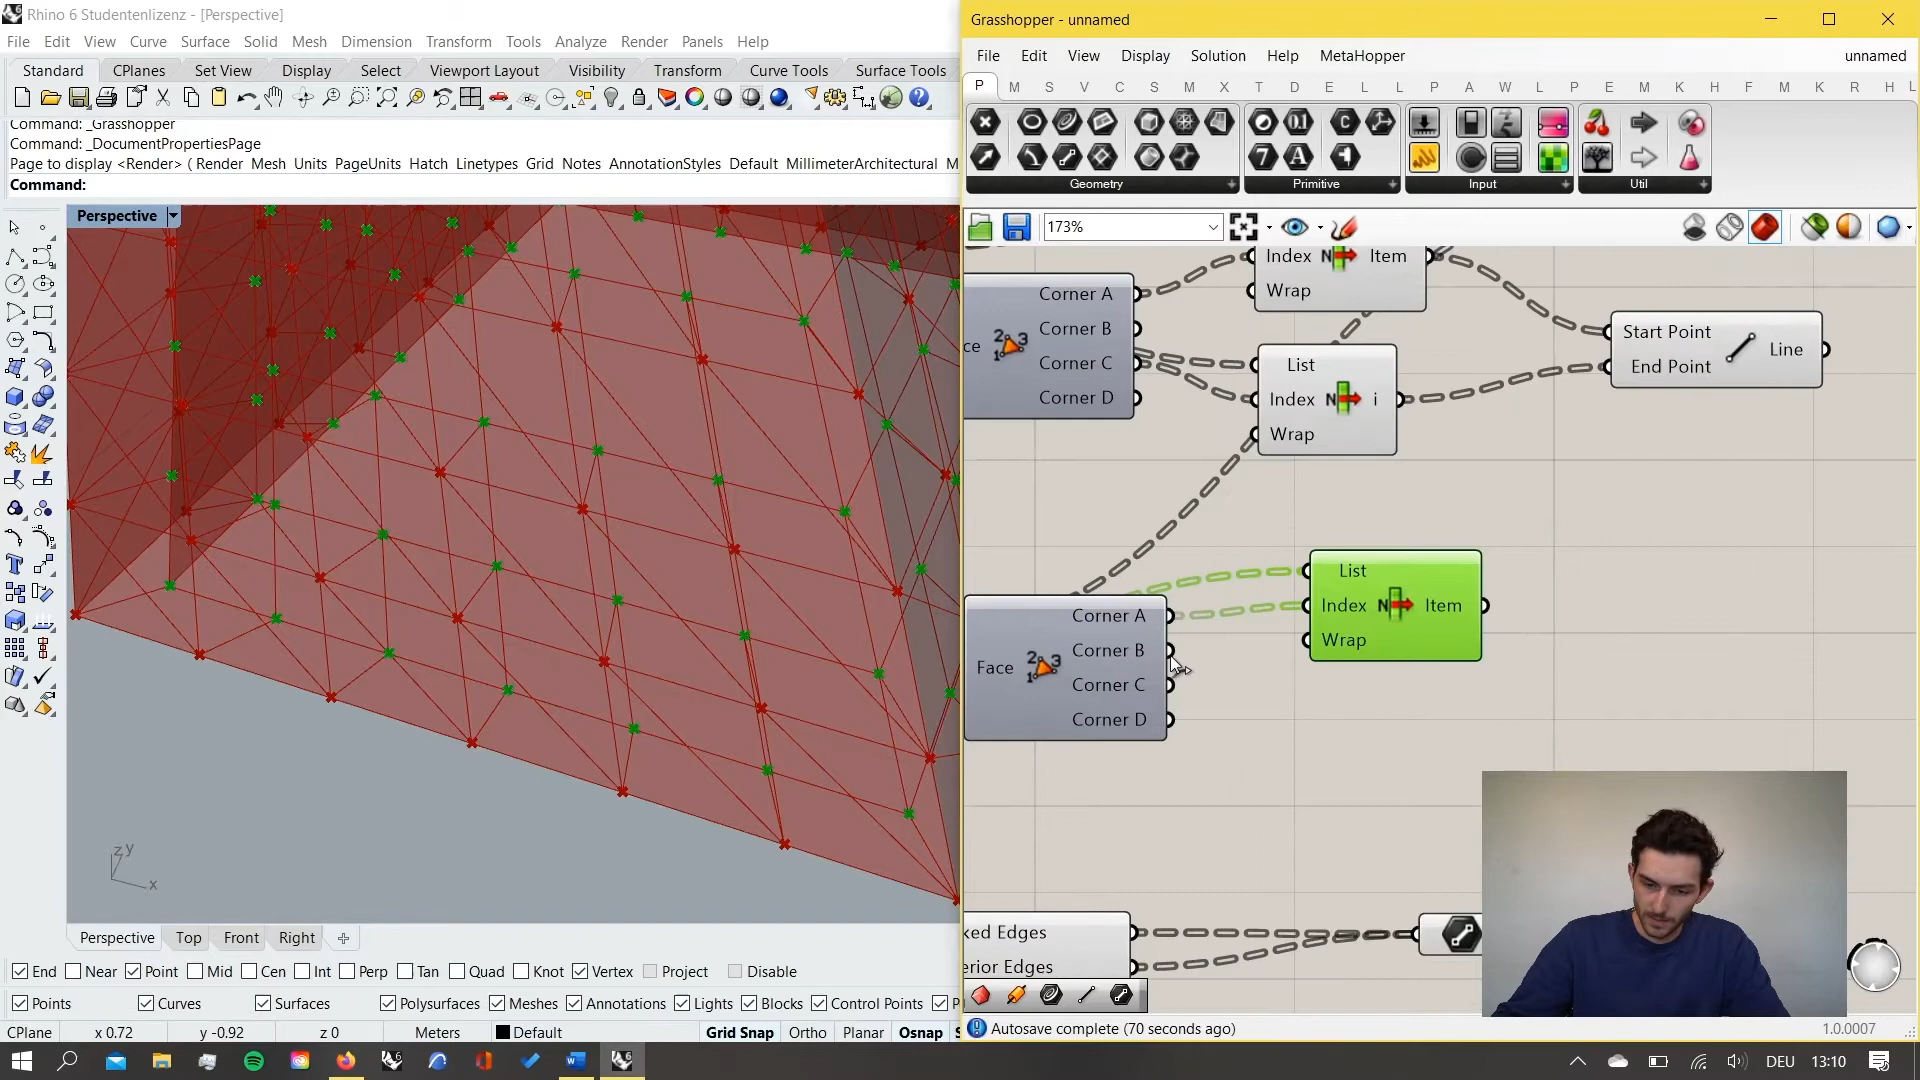 Rhino 6 Studentenlizenz - [Perspective]
File Edit View Curve Surface Solid Mesh Dimension Transform Tools Analyze Render Panels Help
Standard CPlanes Set View Display Select Viewport Layout Visibility Transform Curve Tools Surface Tools
Command: _Grasshopper
Command: _DocumentPropertiesPage
Page to display <Render> ( Render Mesh Units PageUnits Hatch Linetypes Grid Notes AnnotationStyles Default MillimeterArchitectural M
Command:
Perspective
z y
x
Perspective Top Front Right
End Near Point Mid Cen Int Perp Tan Quad Knot Vertex Project Disable
Points Curves Surfaces Polysurfaces Meshes Annotations Lights Blocks Control Points P
CPlane x 0.72 y -0.92 z 0 Meters Default Grid Snap Ortho Planar Osnap S
Grasshopper - unnamed
File Edit View Display Solution Help MetaHopper unnamed
P M S V C S M X T D E L L P A W L P E M K H F M K R H L
Geometry Primitive Input Util
173%
Index Item
Wrap
Corner A
Corner B
Corner C
Corner D
ce
List
Index i
Wrap
Start Point
End Point
Line
List
Index Item
Wrap
Corner A
Corner B
Corner C
Corner D
Face
ked Edges
erior Edges
Autosave complete (70 seconds ago) 1.0.0007
DEU 13:10